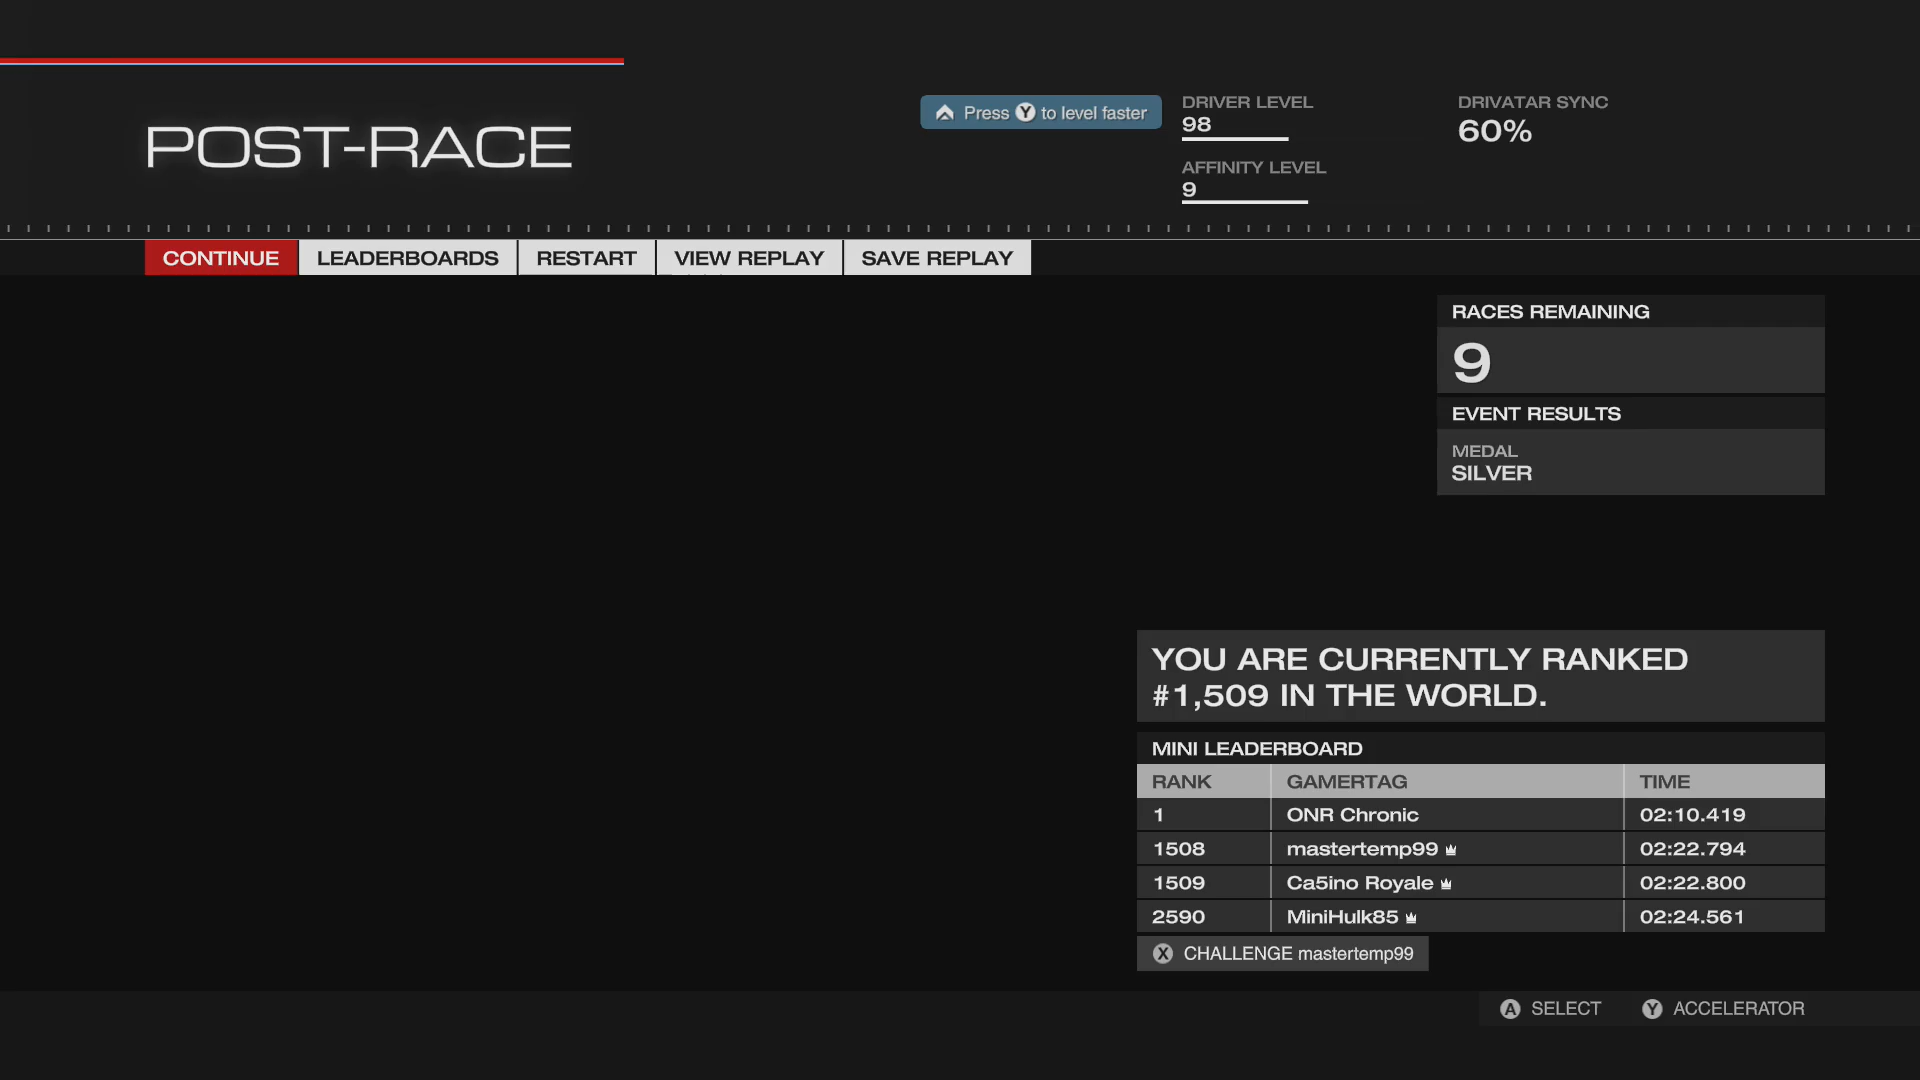 POST-RACE
Press Y to level faster
DRIVER LEVEL
98
AFFINITY LEVEL
9
DRIVATAR SYNC
60%
CONTINUE
LEADERBOARDS
RESTART
VIEW REPLAY
SAVE REPLAY
RACES REMAINING
9
EVENT RESULTS
MEDAL
SILVER
YOU ARE CURRENTLY RANKED
#1,509 IN THE WORLD.
MINI LEADERBOARD
RANK GAMERTAG TIME
1 ONR Chronic 02:10.419
1508 mastertemp99 02:22.794
1509 Ca5ino Royale 02:22.800
2590 MiniHulk85 02:24.561
X CHALLENGE mastertemp99
A SELECT Y ACCELERATOR